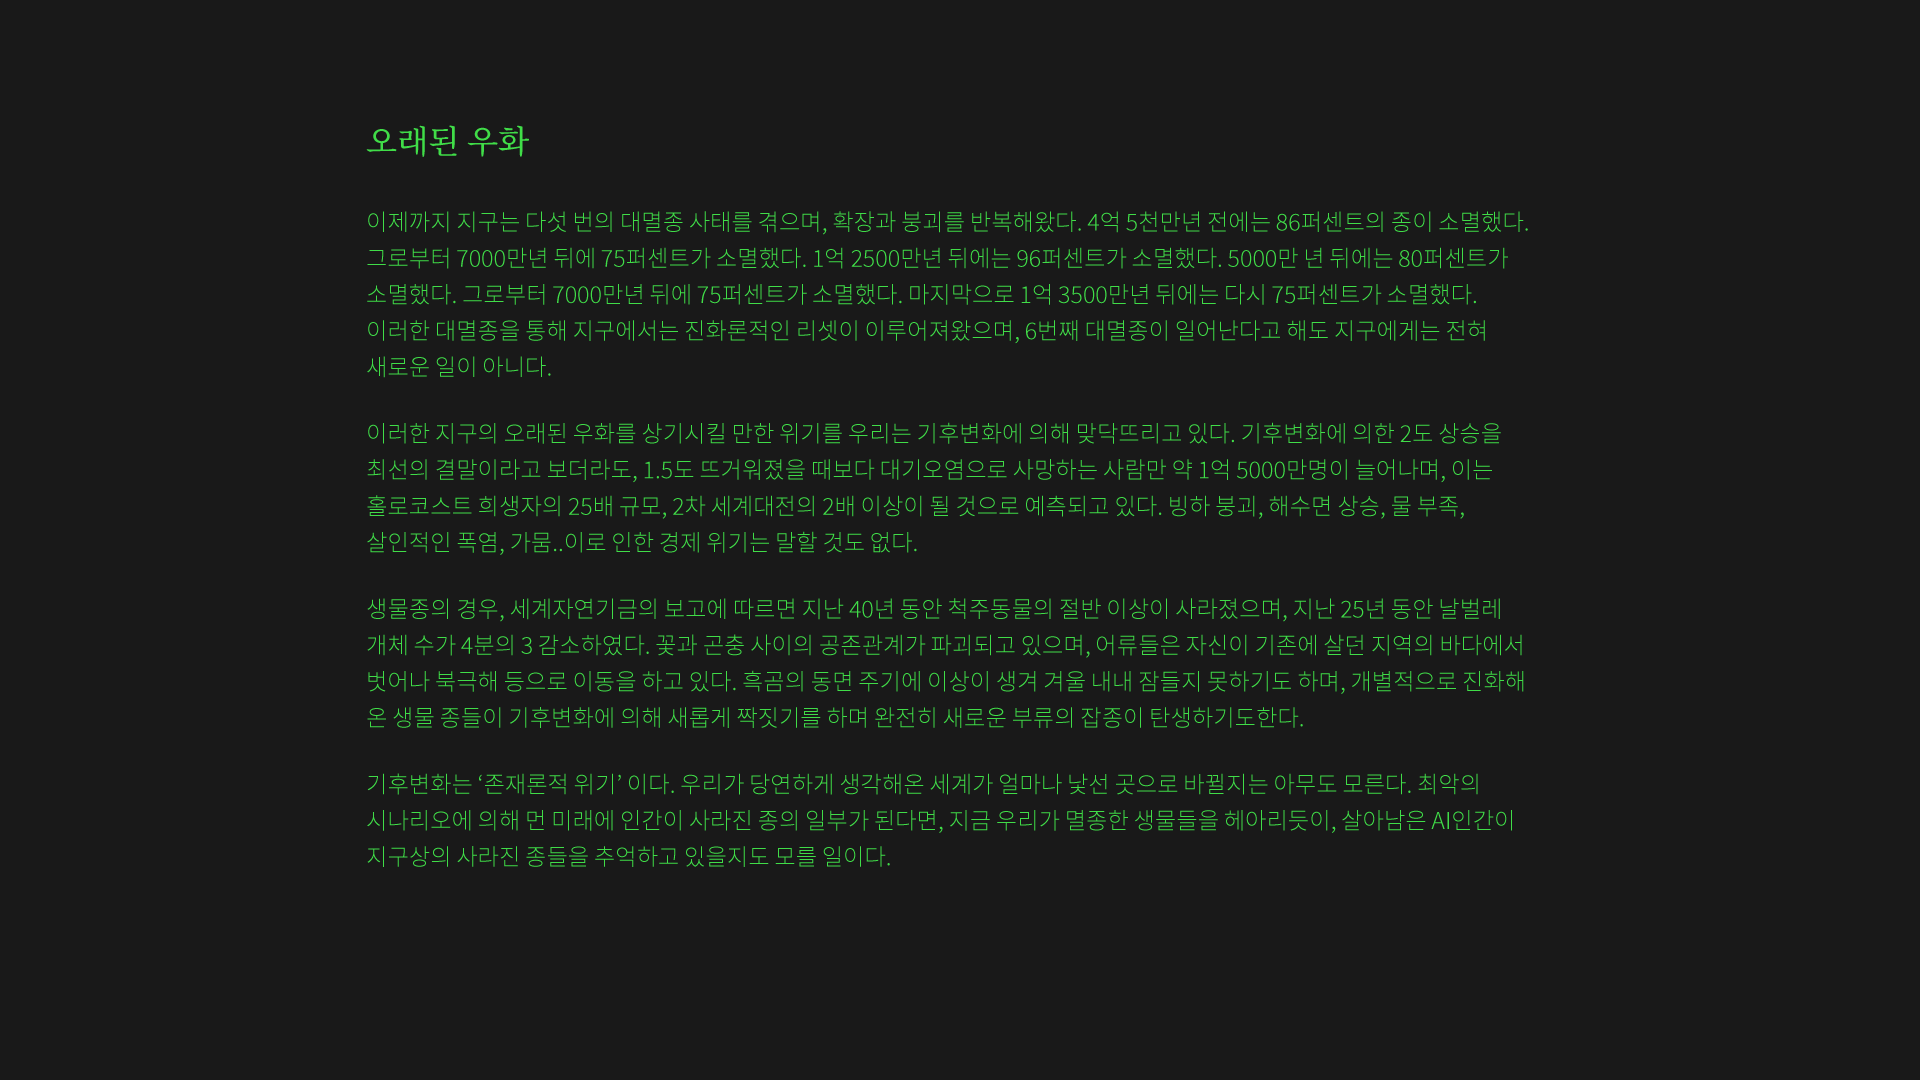 오래된 우화
이제까지 지구는 다섯 번의 대멸종 사태를 겪으며, 확장과 붕괴를 반복해왔다. 4억 5천만년 전에는 86퍼센트의 종이 소멸했다.
그로부터 7000만년 뒤에 75퍼센트가 소멸했다. 1억 2500만년 뒤에는 96퍼센트가 소멸했다. 5000만 년 뒤에는 80퍼센트가
소멸했다. 그로부터 7000만년 뒤에 75퍼센트가 소멸했다. 마지막으로 1억 3500만년 뒤에는 다시 75퍼센트가 소멸했다.
이러한 대멸종을 통해 지구에서는 진화론적인 리셋이 이루어져왔으며, 6번째 대멸종이 일어난다고 해도 지구에게는 전혀
새로운 일이 아니다.
이러한 지구의 오래된 우화를 상기시킬 만한 위기를 우리는 기후변화에 의해 맞닥뜨리고 있다. 기후변화에 의한 2도 상승을
최선의 결말이라고 보더라도, 1.5도 뜨거워졌을 때보다 대기오염으로 사망하는 사람만 약 1억 5000만명이 늘어나며, 이는
홀로코스트 희생자의 25배 규모, 2차 세계대전의 2배 이상이 될 것으로 예측되고 있다. 빙하 붕괴, 해수면 상승, 물 부족,
살인적인 폭염, 가뭄..이로 인한 경제 위기는 말할 것도 없다.
생물종의 경우, 세계자연기금의 보고에 따르면 지난 40년 동안 척주동물의 절반 이상이 사라졌으며, 지난 25년 동안 날벌레
개체 수가 4분의 3 감소하였다. 꽃과 곤충 사이의 공존관계가 파괴되고 있으며, 어류들은 자신이 기존에 살던 지역의 바다에서
벗어나 북극해 등으로 이동을 하고 있다. 흑곰의 동면 주기에 이상이 생겨 겨울 내내 잠들지 못하기도 하며, 개별적으로 진화해
온 생물 종들이 기후변화에 의해 새롭게 짝짓기를 하며 완전히 새로운 부류의 잡종이 탄생하기도한다.
기후변화는 ‘존재론적 위기’ 이다. 우리가 당연하게 생각해온 세계가 얼마나 낯선 곳으로 바뀔지는 아무도 모른다. 최악의
시나리오에 의해 먼 미래에 인간이 사라진 종의 일부가 된다면, 지금 우리가 멸종한 생물들을 헤아리듯이, 살아남은 AI인간이
지구상의 사라진 종들을 추억하고 있을지도 모를 일이다.